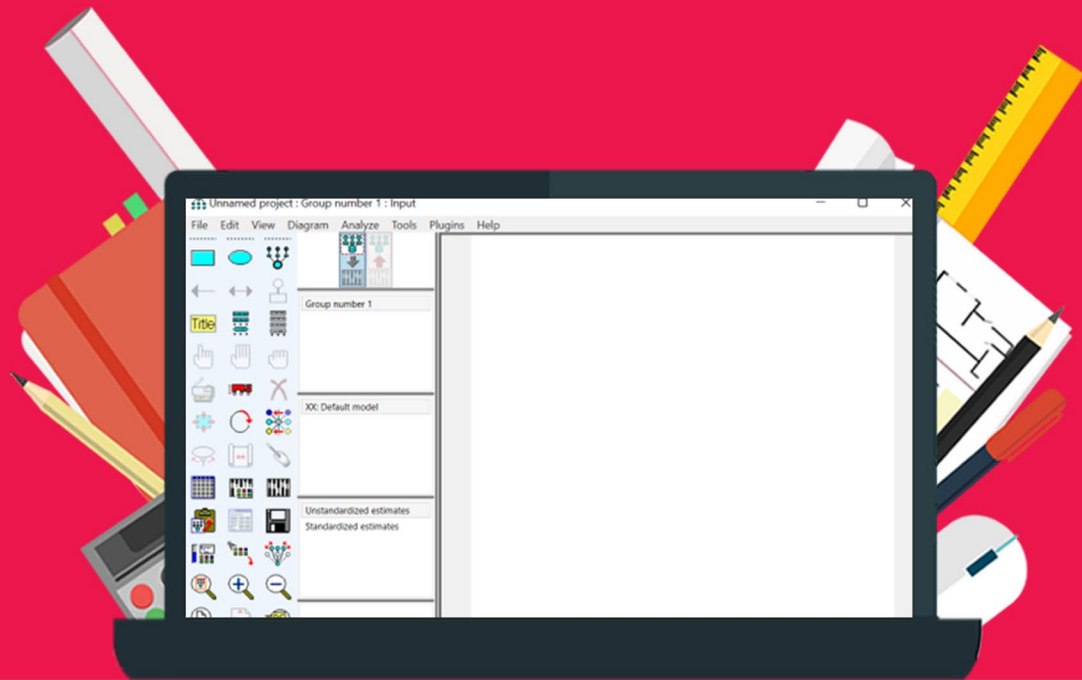 Unnamed project : Group number 1 : Input
File Edit View Diagram Analyze Tools Plugins Help
Group number 1
Title
XX: Default model
Unstandardized estimates
Standardized estimates